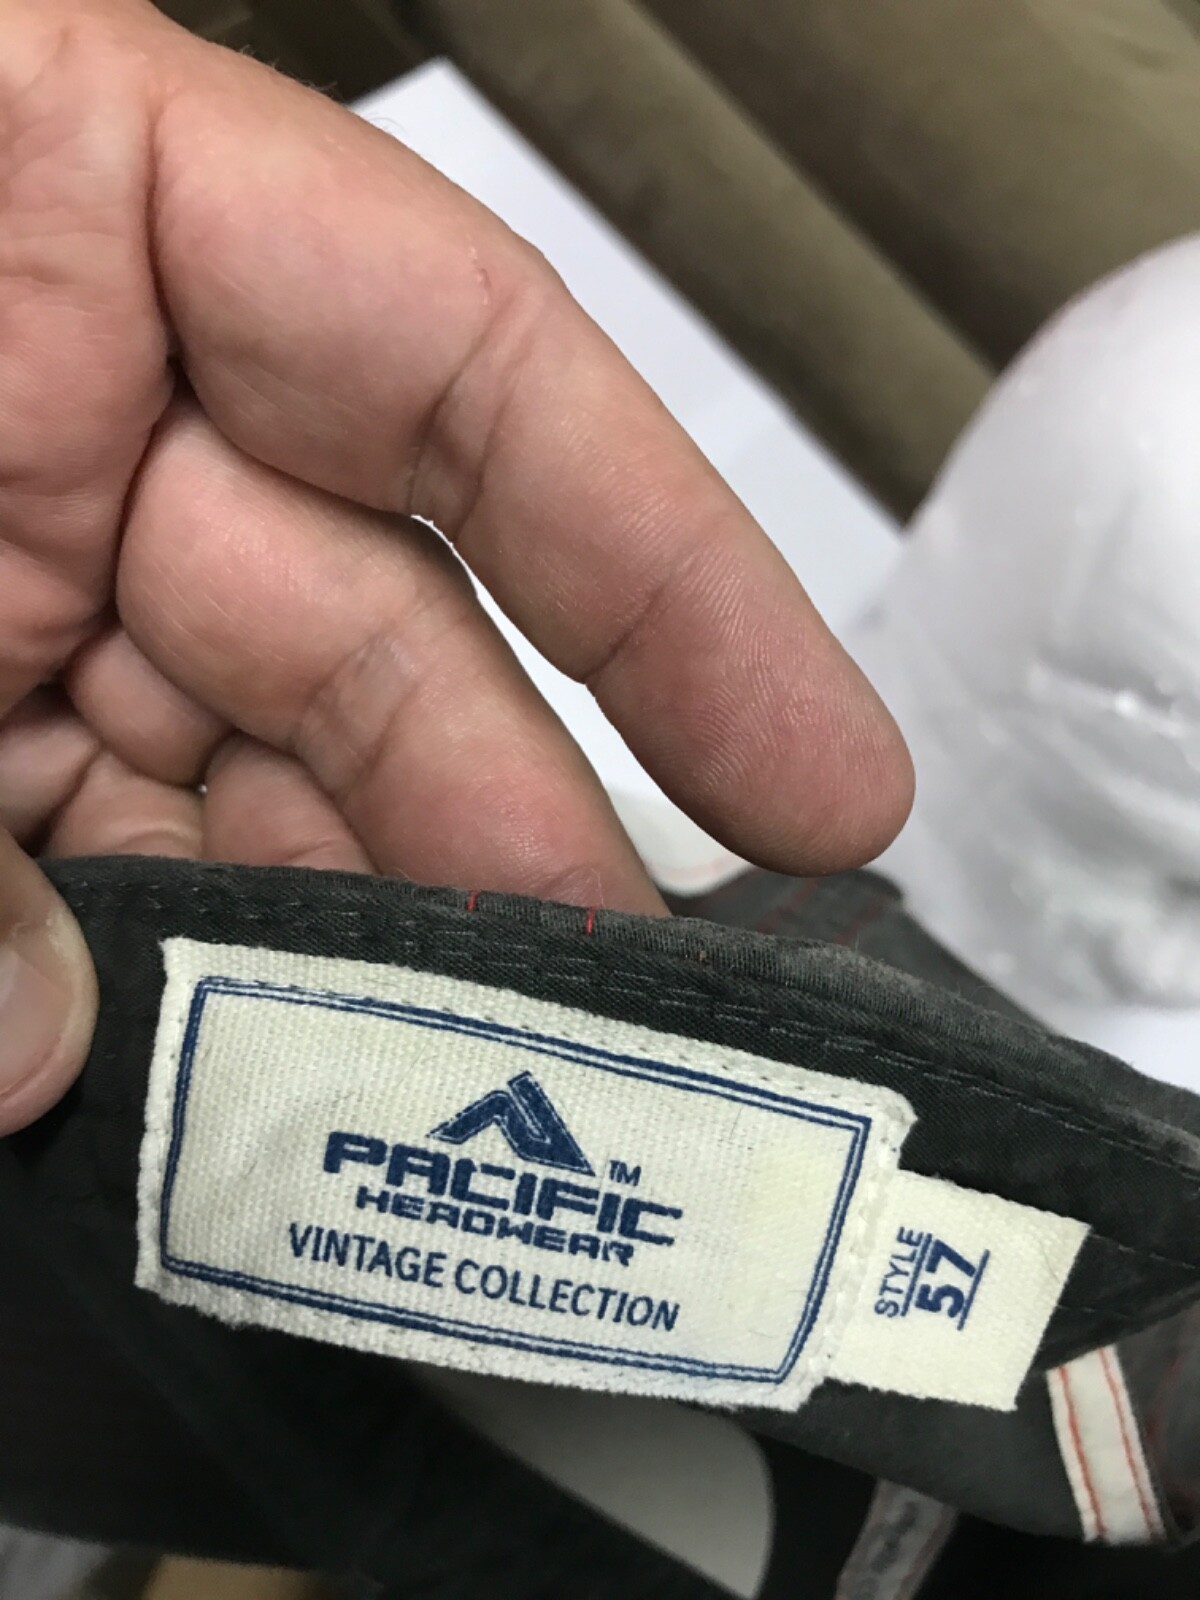 PACIFIC™
HEADWEAR
VINTAGE COLLECTION
STYLE
57